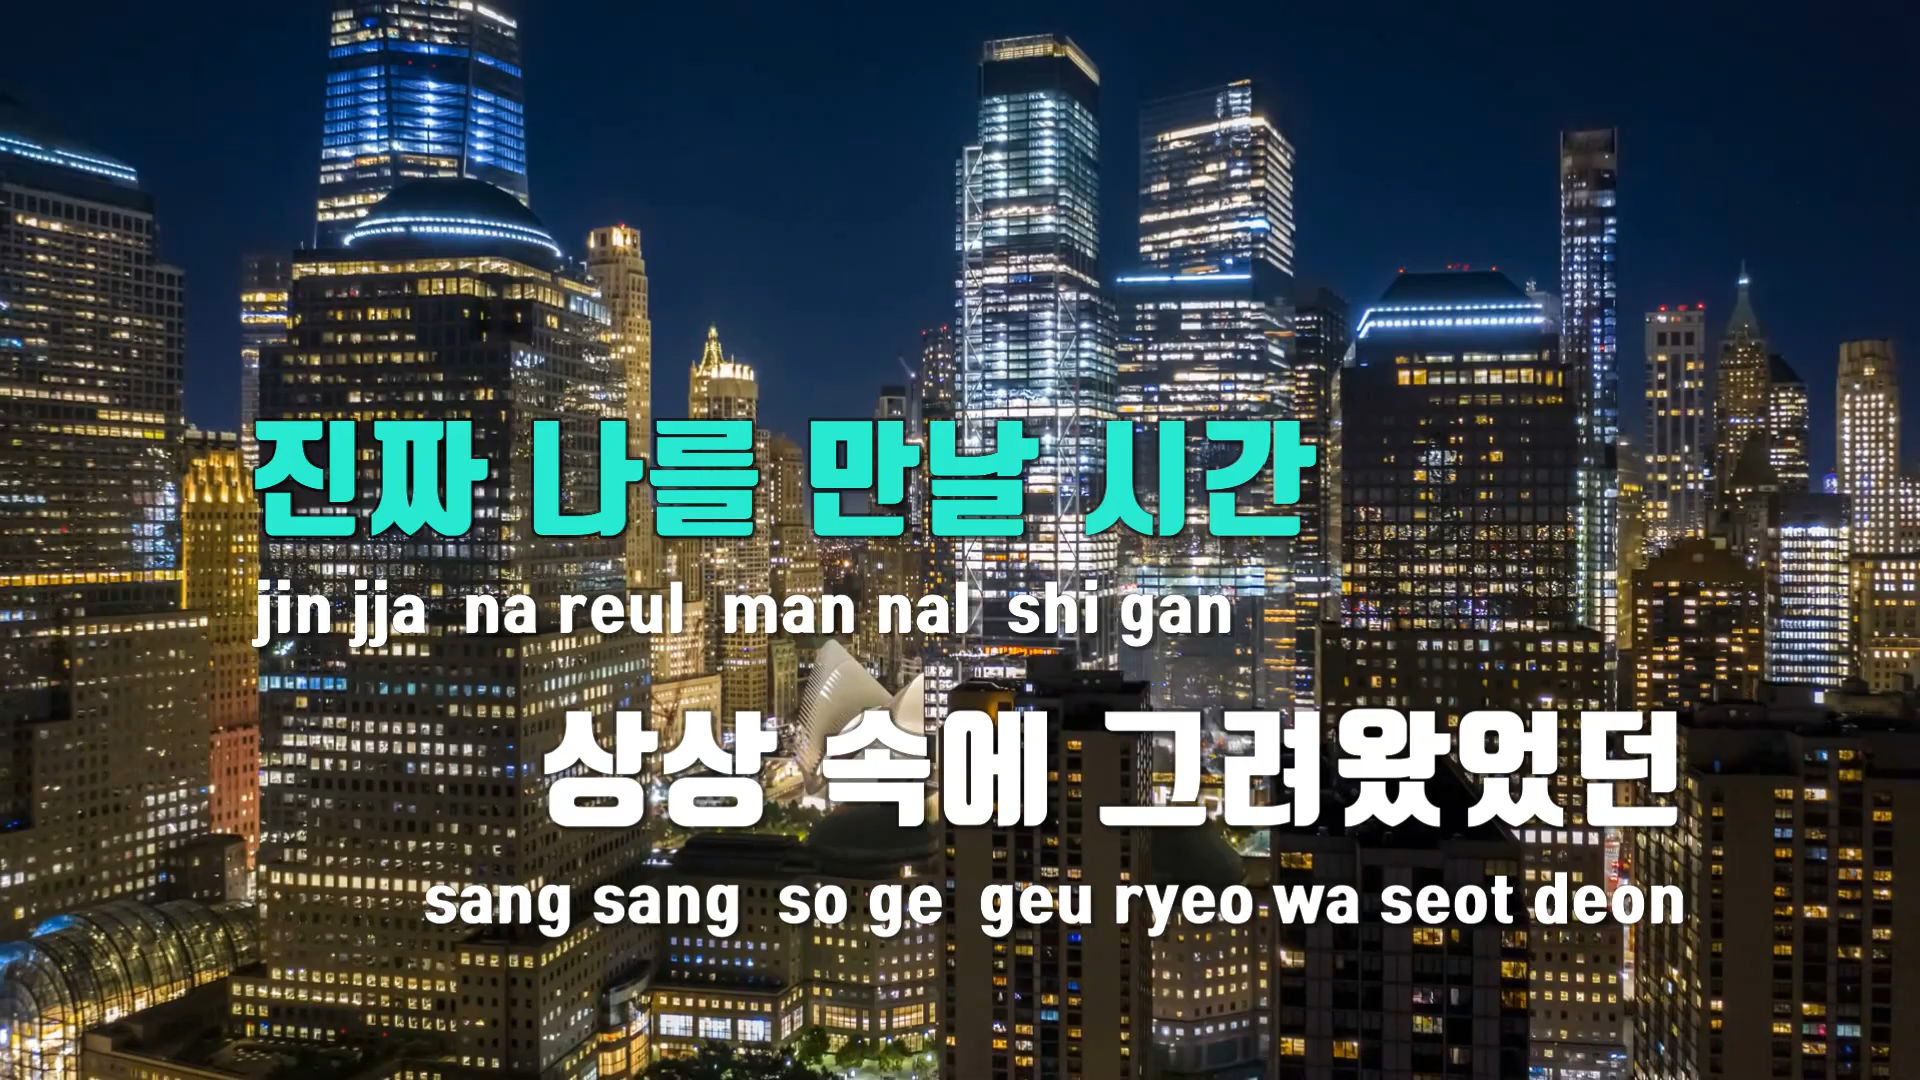 진짜 나를 만날 시간
jin jja na reul man nal shi gan
상상 속에 그려왔었던
sang sang so ge geu ryeo wa seot deon